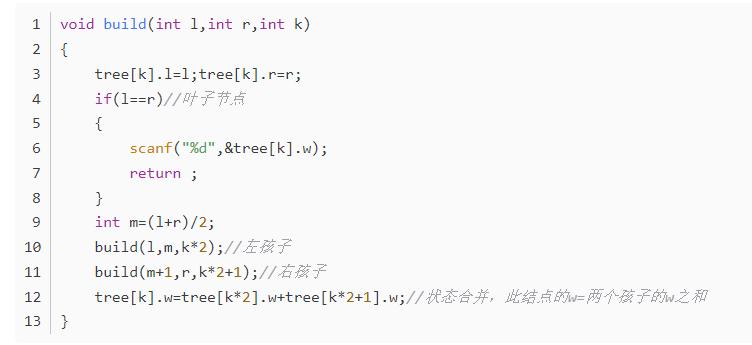 1 void build(int l,int r,int k)
2 {
3     tree[k].l=l;tree[k].r=r;
4     if(l==r)//叶子节点
5     {
6         scanf("%d",&tree[k].w);
7         return ;
8     }
9     int m=(l+r)/2;
10     build(l,m,k*2);//左孩子
11     build(m+1,r,k*2+1);//右孩子
12     tree[k].w=tree[k*2].w+tree[k*2+1].w;//状态合并，此结点的w=两个孩子的w之和
13 }